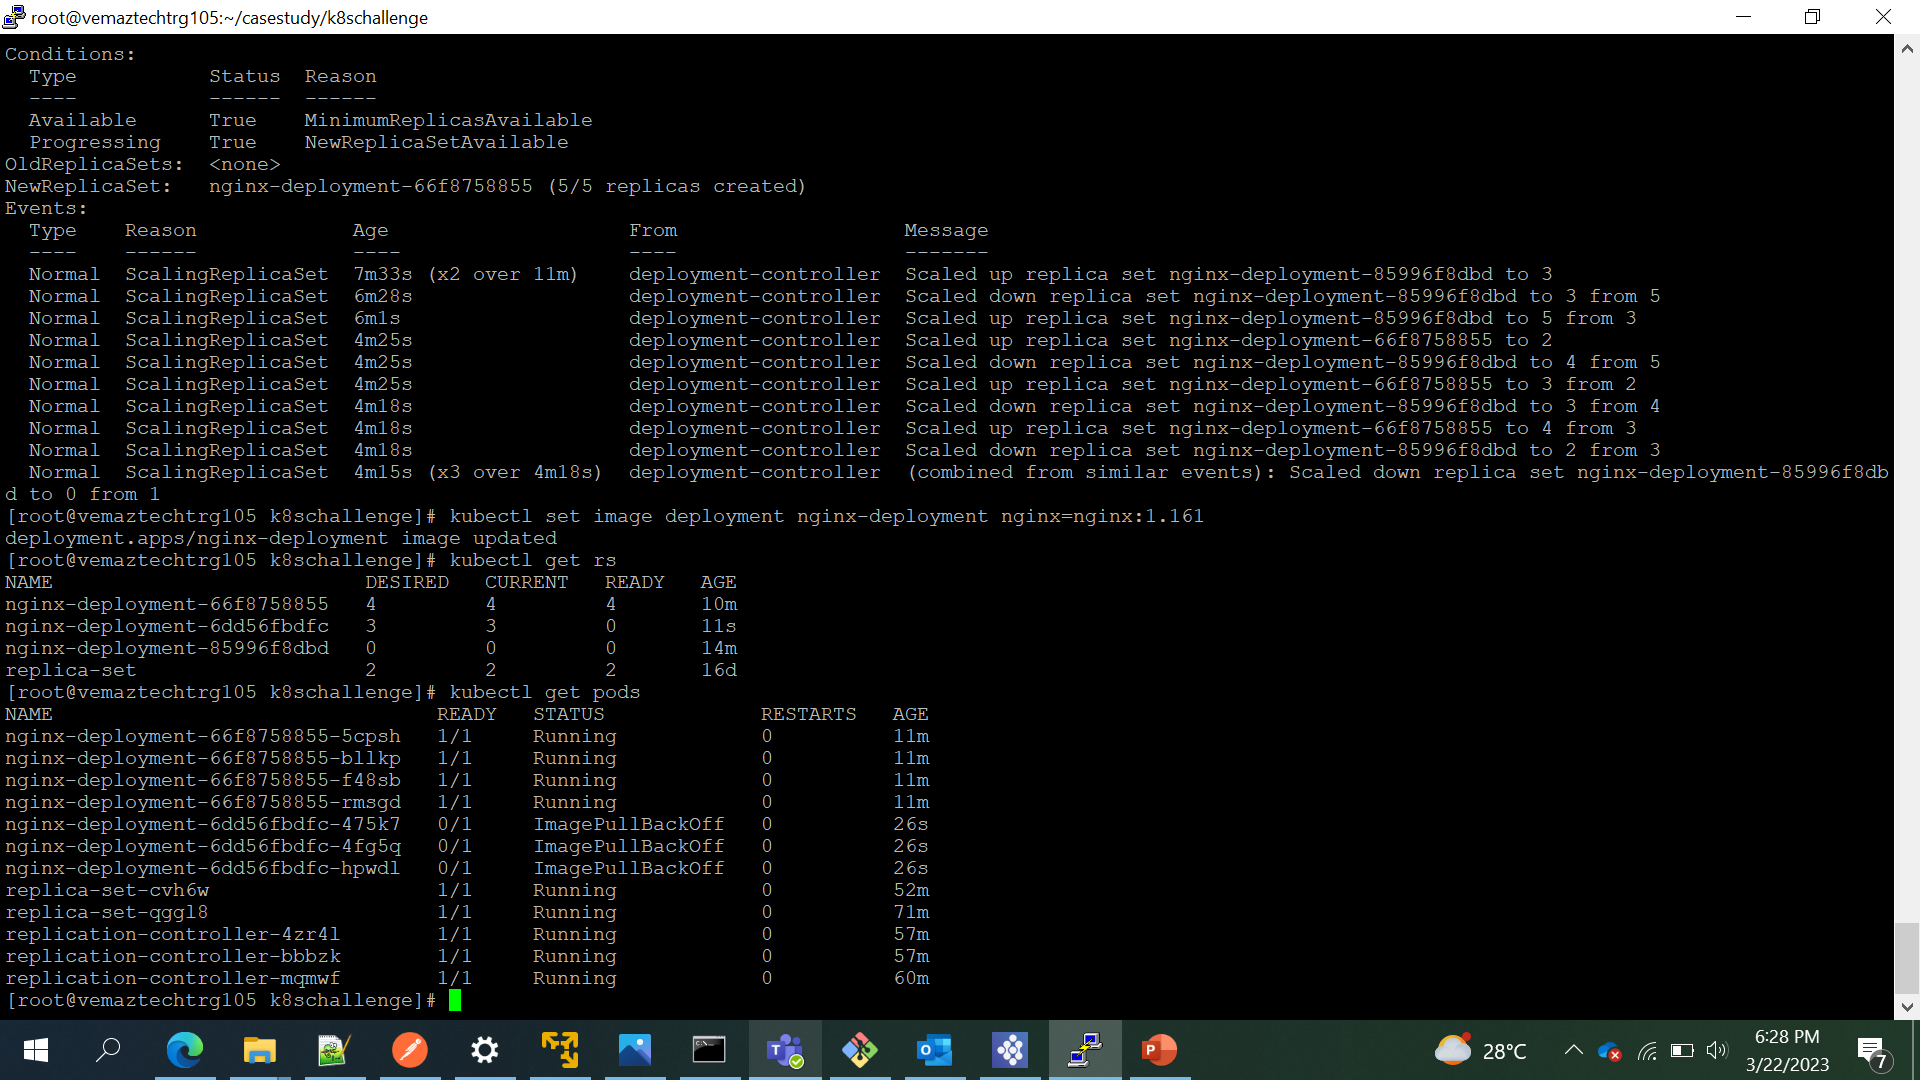 root@vemaztechtrg105:~/casestudy/k8schallenge
Conditions:
  Type           Status  Reason
  ----           ------  ------
  Available      True    MinimumReplicasAvailable
  Progressing    True    NewReplicaSetAvailable
OldReplicaSets:  <none>
NewReplicaSet:   nginx-deployment-66f8758855 (5/5 replicas created)
Events:
  Type    Reason             Age                    From                   Message
  ----    ------             ----                   ----                   -------
  Normal  ScalingReplicaSet  7m33s (x2 over 11m)    deployment-controller  Scaled up replica set nginx-deployment-85996f8dbd to 3
  Normal  ScalingReplicaSet  6m28s                  deployment-controller  Scaled down replica set nginx-deployment-85996f8dbd to 3 from 5
  Normal  ScalingReplicaSet  6m1s                   deployment-controller  Scaled up replica set nginx-deployment-85996f8dbd to 5 from 3
  Normal  ScalingReplicaSet  4m25s                  deployment-controller  Scaled up replica set nginx-deployment-66f8758855 to 2
  Normal  ScalingReplicaSet  4m25s                  deployment-controller  Scaled down replica set nginx-deployment-85996f8dbd to 4 from 5
  Normal  ScalingReplicaSet  4m25s                  deployment-controller  Scaled up replica set nginx-deployment-66f8758855 to 3 from 2
  Normal  ScalingReplicaSet  4m18s                  deployment-controller  Scaled down replica set nginx-deployment-85996f8dbd to 3 from 4
  Normal  ScalingReplicaSet  4m18s                  deployment-controller  Scaled up replica set nginx-deployment-66f8758855 to 4 from 3
  Normal  ScalingReplicaSet  4m18s                  deployment-controller  Scaled down replica set nginx-deployment-85996f8dbd to 2 from 3
  Normal  ScalingReplicaSet  4m15s (x3 over 4m18s)  deployment-controller  (combined from similar events): Scaled down replica set nginx-deployment-85996f8db
d to 0 from 1
[root@vemaztechtrg105 k8schallenge]# kubectl set image deployment nginx-deployment nginx=nginx:1.161
deployment.apps/nginx-deployment image updated
[root@vemaztechtrg105 k8schallenge]# kubectl get rs
NAME                          DESIRED   CURRENT   READY   AGE
nginx-deployment-66f8758855   4         4         4       10m
nginx-deployment-6dd56fbdfc   3         3         0       11s
nginx-deployment-85996f8dbd   0         0         0       14m
replica-set                   2         2         2       16d
[root@vemaztechtrg105 k8schallenge]# kubectl get pods
NAME                                READY   STATUS             RESTARTS   AGE
nginx-deployment-66f8758855-5cpsh   1/1     Running            0          11m
nginx-deployment-66f8758855-bllkp   1/1     Running            0          11m
nginx-deployment-66f8758855-f48sb   1/1     Running            0          11m
nginx-deployment-66f8758855-rmsgd   1/1     Running            0          11m
nginx-deployment-6dd56fbdfc-475k7   0/1     ImagePullBackOff   0          26s
nginx-deployment-6dd56fbdfc-4fg5q   0/1     ImagePullBackOff   0          26s
nginx-deployment-6dd56fbdfc-hpwdl   0/1     ImagePullBackOff   0          26s
replica-set-cvh6w                   1/1     Running            0          52m
replica-set-qggl8                   1/1     Running            0          71m
replication-controller-4zr4l        1/1     Running            0          57m
replication-controller-bbbzk        1/1     Running            0          57m
replication-controller-mqmwf        1/1     Running            0          60m
[root@vemaztechtrg105 k8schallenge]#
28°C
6:28 PM
3/22/2023
7